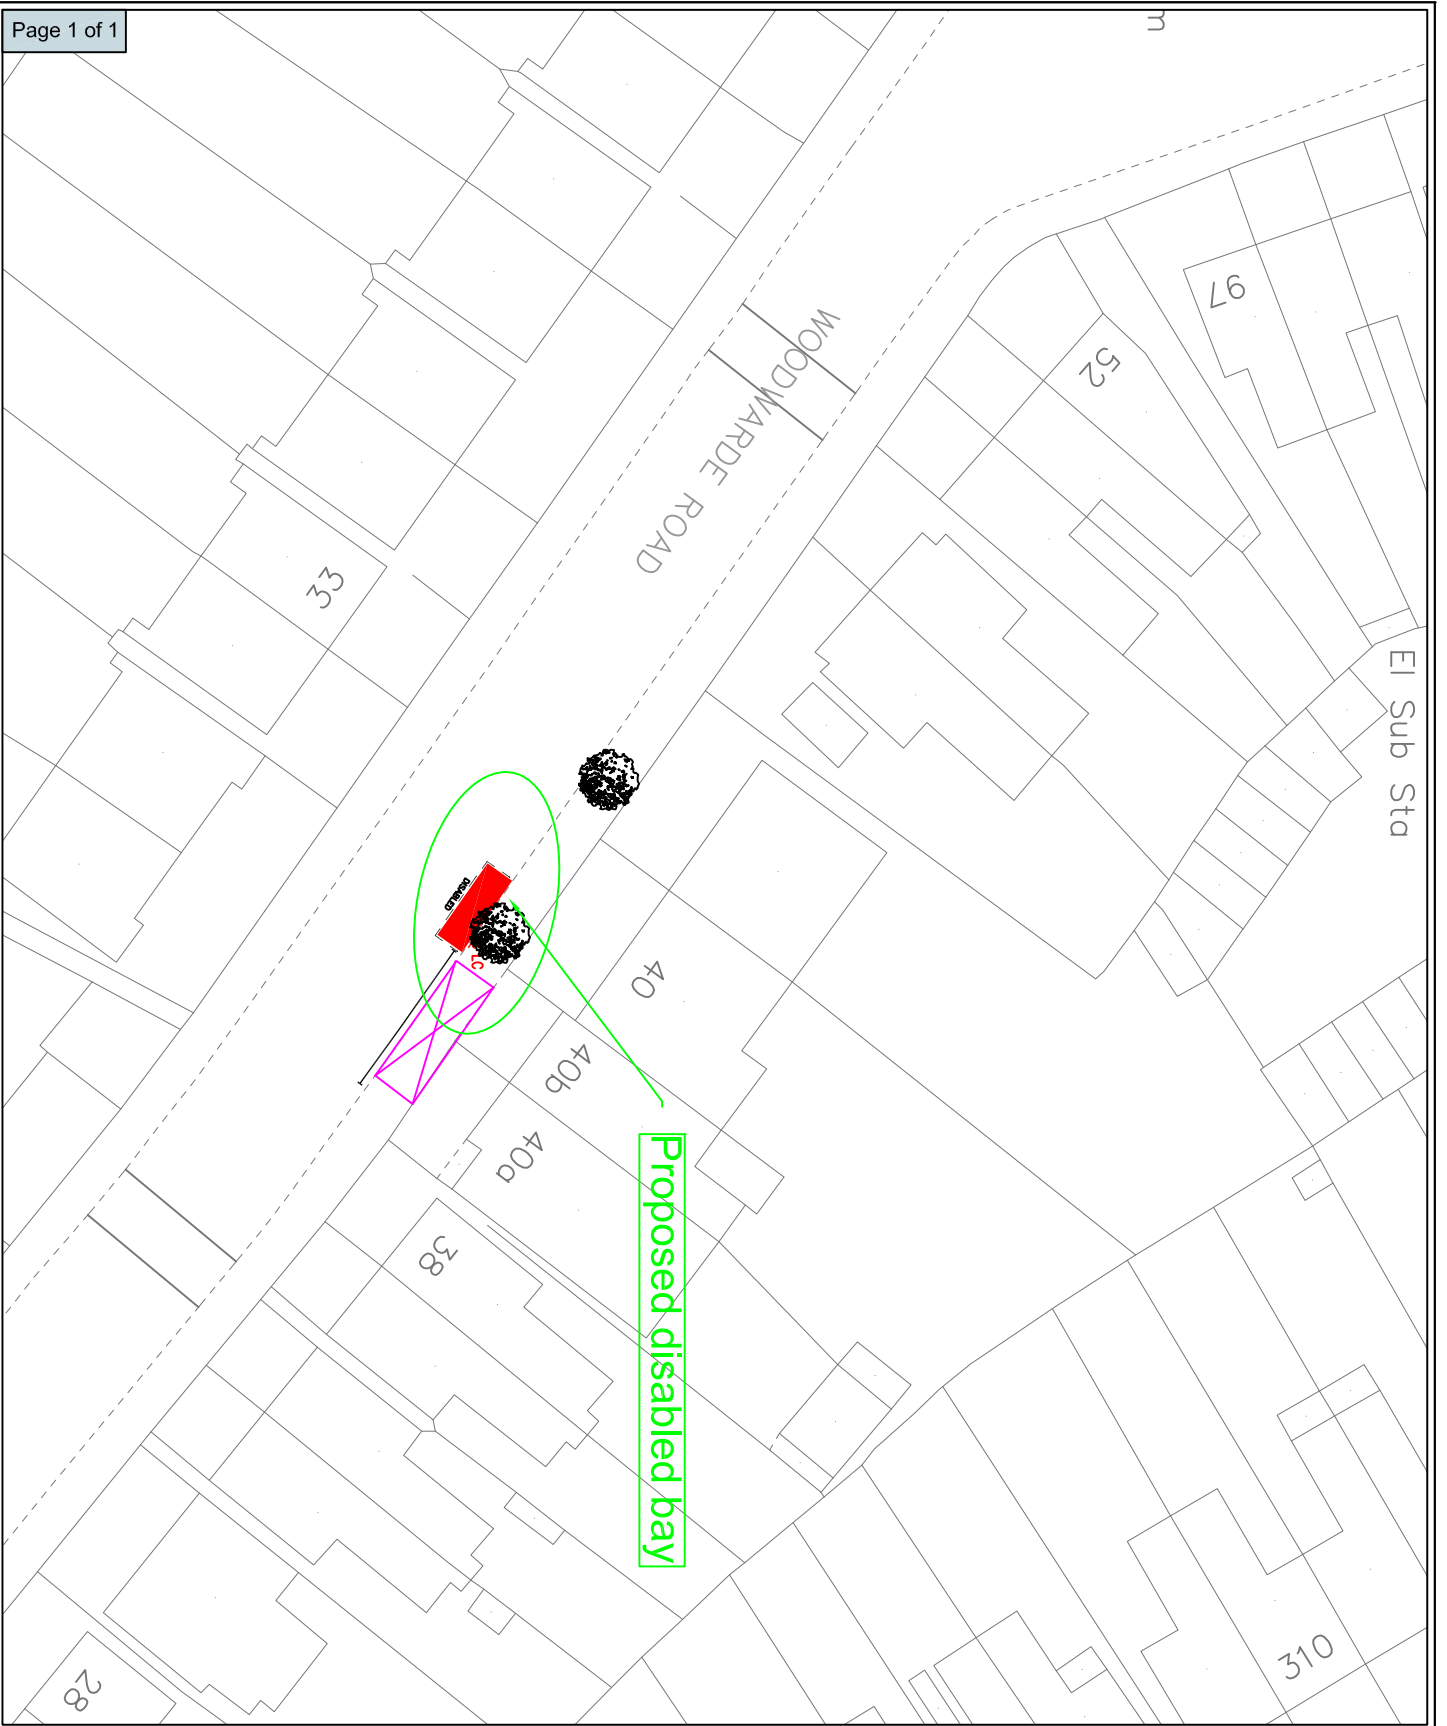 Page 1 of 1
m
97
52
WOODWARDE ROAD
33
El Sub Sta
DISABLED
LC
40
40b
40a
Proposed disabled bay
38
310
28